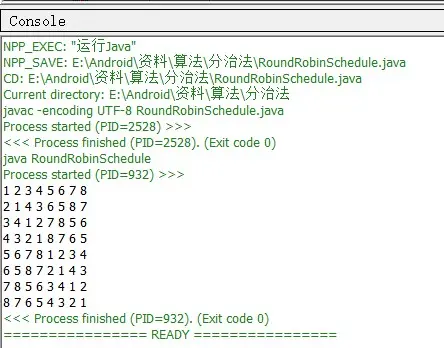 Console
NPP_EXEC: "运行Java"
NPP_SAVE: E:\Android\资料\算法\分治法\RoundRobinSchedule.java
CD: E:\Android\资料\算法\分治法\RoundRobinSchedule.java
Current directory: E:\Android\资料\算法\分治法
javac -encoding UTF-8 RoundRobinSchedule.java
Process started (PID=2528) >>>
<<< Process finished (PID=2528). (Exit code 0)
java RoundRobinSchedule
Process started (PID=932) >>>
1 2 3 4 5 6 7 8
2 1 4 3 6 5 8 7
3 4 1 2 7 8 5 6
4 3 2 1 8 7 6 5
5 6 7 8 1 2 3 4
6 5 8 7 2 1 4 3
7 8 5 6 3 4 1 2
8 7 6 5 4 3 2 1
<<< Process finished (PID=932). (Exit code 0)
================ READY ================